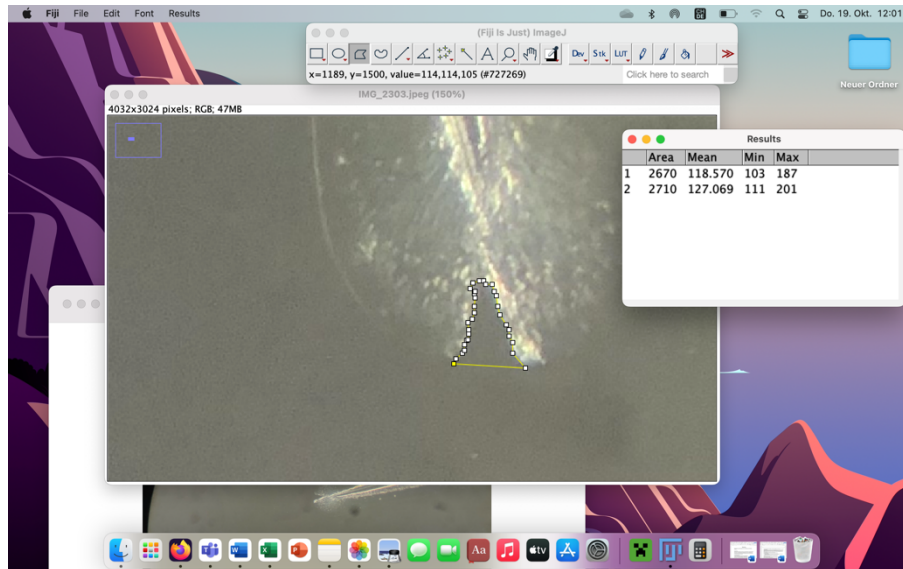 Fiji File Edit Font Results Do. 19. Okt. 12:01
(Fiji Is Just) ImageJ
A Dev Stk LUT
x=1189, y=1500, value=114,114,105 (#727269) Click here to search
Neuer Ordner
IMG_2303.jpeg (150%)
4032x3024 pixels; RGB; 47MB
Results
Area Mean Min Max
1 2670 118.570 103 187
2 2710 127.069 111 201
Aa tv